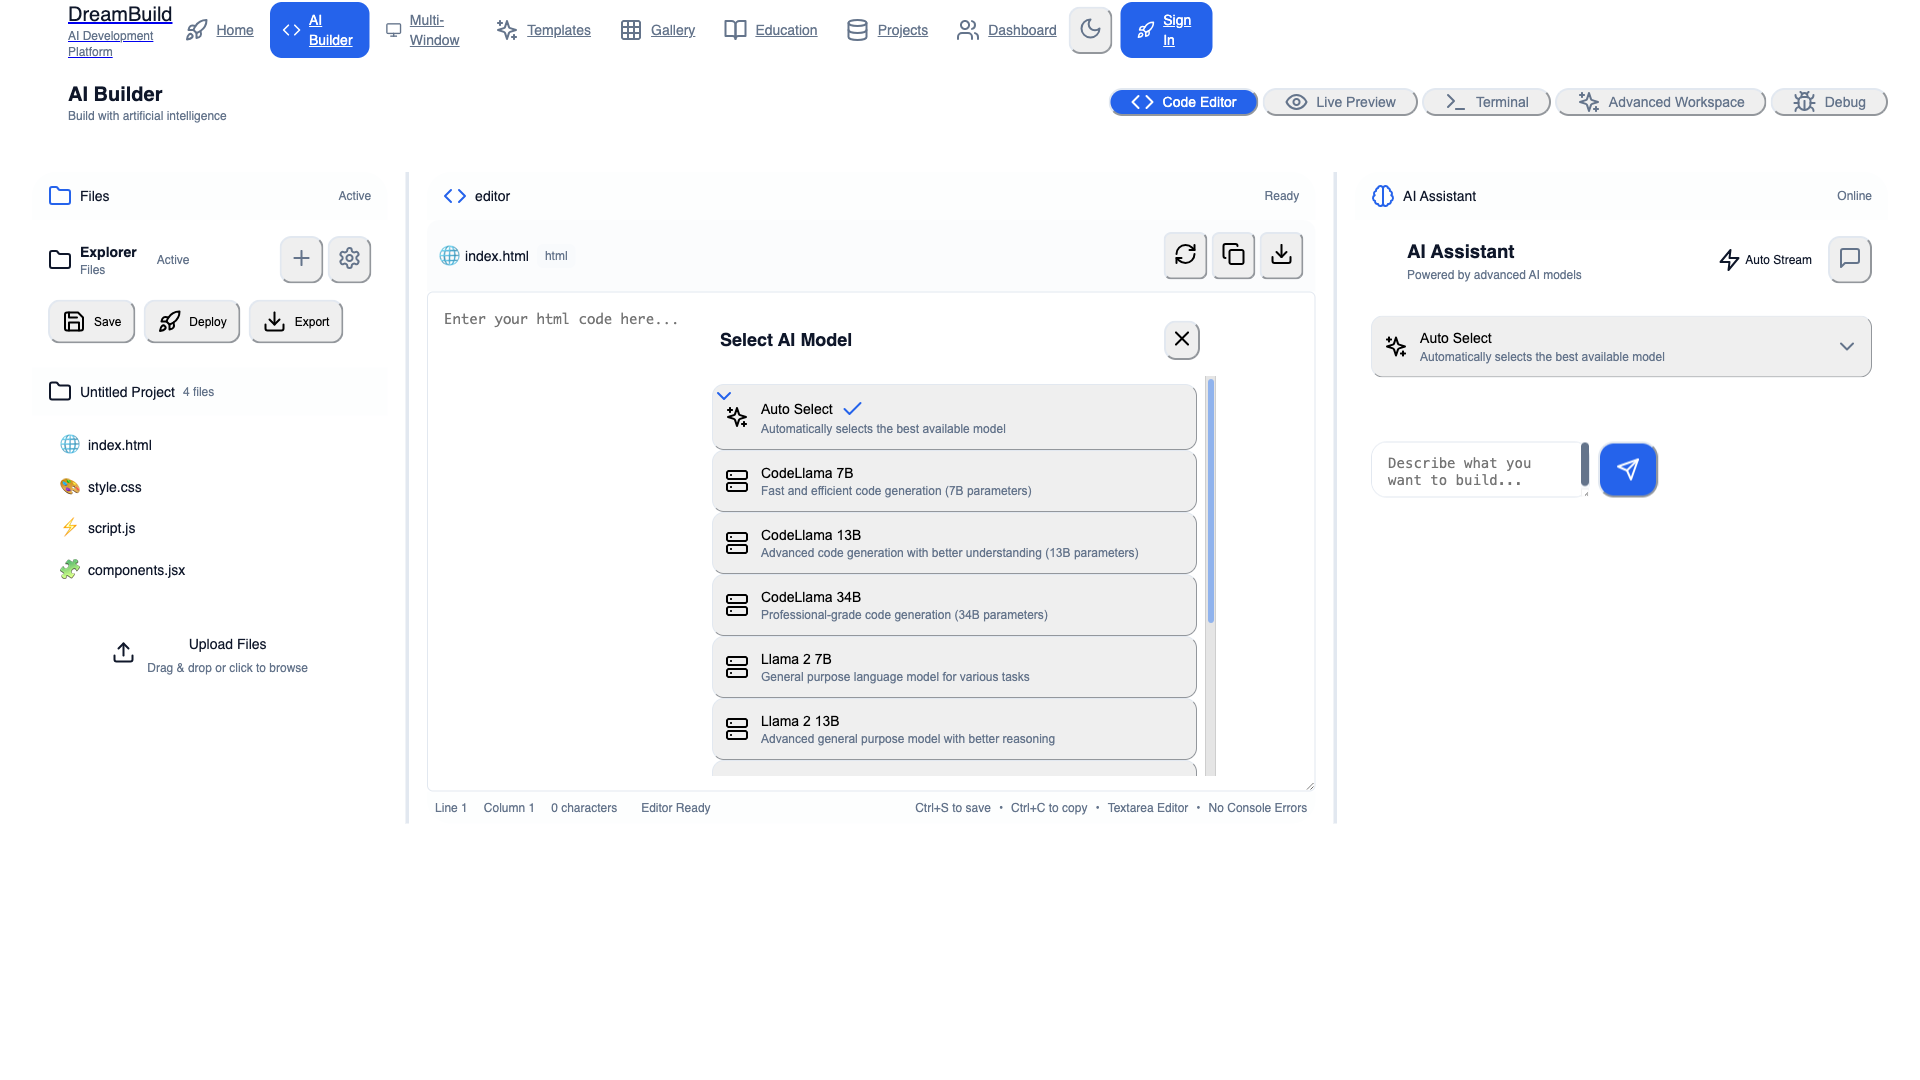 DreamBuild
AI Development
Platform
Home
AI
Builder
Multi-
Window
Templates
Gallery
Education
Projects
Dashboard
Sign
In
AI Builder
Build with artificial intelligence
Code Editor
Live Preview
Terminal
Advanced Workspace
Debug
Files
Active
Explorer
Files
Active
Save
Deploy
Export
Untitled Project 4 files
index.html
style.css
script.js
components.jsx
Upload Files
Drag & drop or click to browse
editor
Ready
index.html html
Enter your html code here...
Select AI Model
Auto Select
Automatically selects the best available model
CodeLlama 7B
Fast and efficient code generation (7B parameters)
CodeLlama 13B
Advanced code generation with better understanding (13B parameters)
CodeLlama 34B
Professional-grade code generation (34B parameters)
Llama 2 7B
General purpose language model for various tasks
Llama 2 13B
Advanced general purpose model with better reasoning
Line 1 Column 1 0 characters Editor Ready
Ctrl+S to save • Ctrl+C to copy • Textarea Editor • No Console Errors
AI Assistant
Online
AI Assistant
Powered by advanced AI models
Auto Stream
Auto Select
Automatically selects the best available model
Describe what you
want to build...